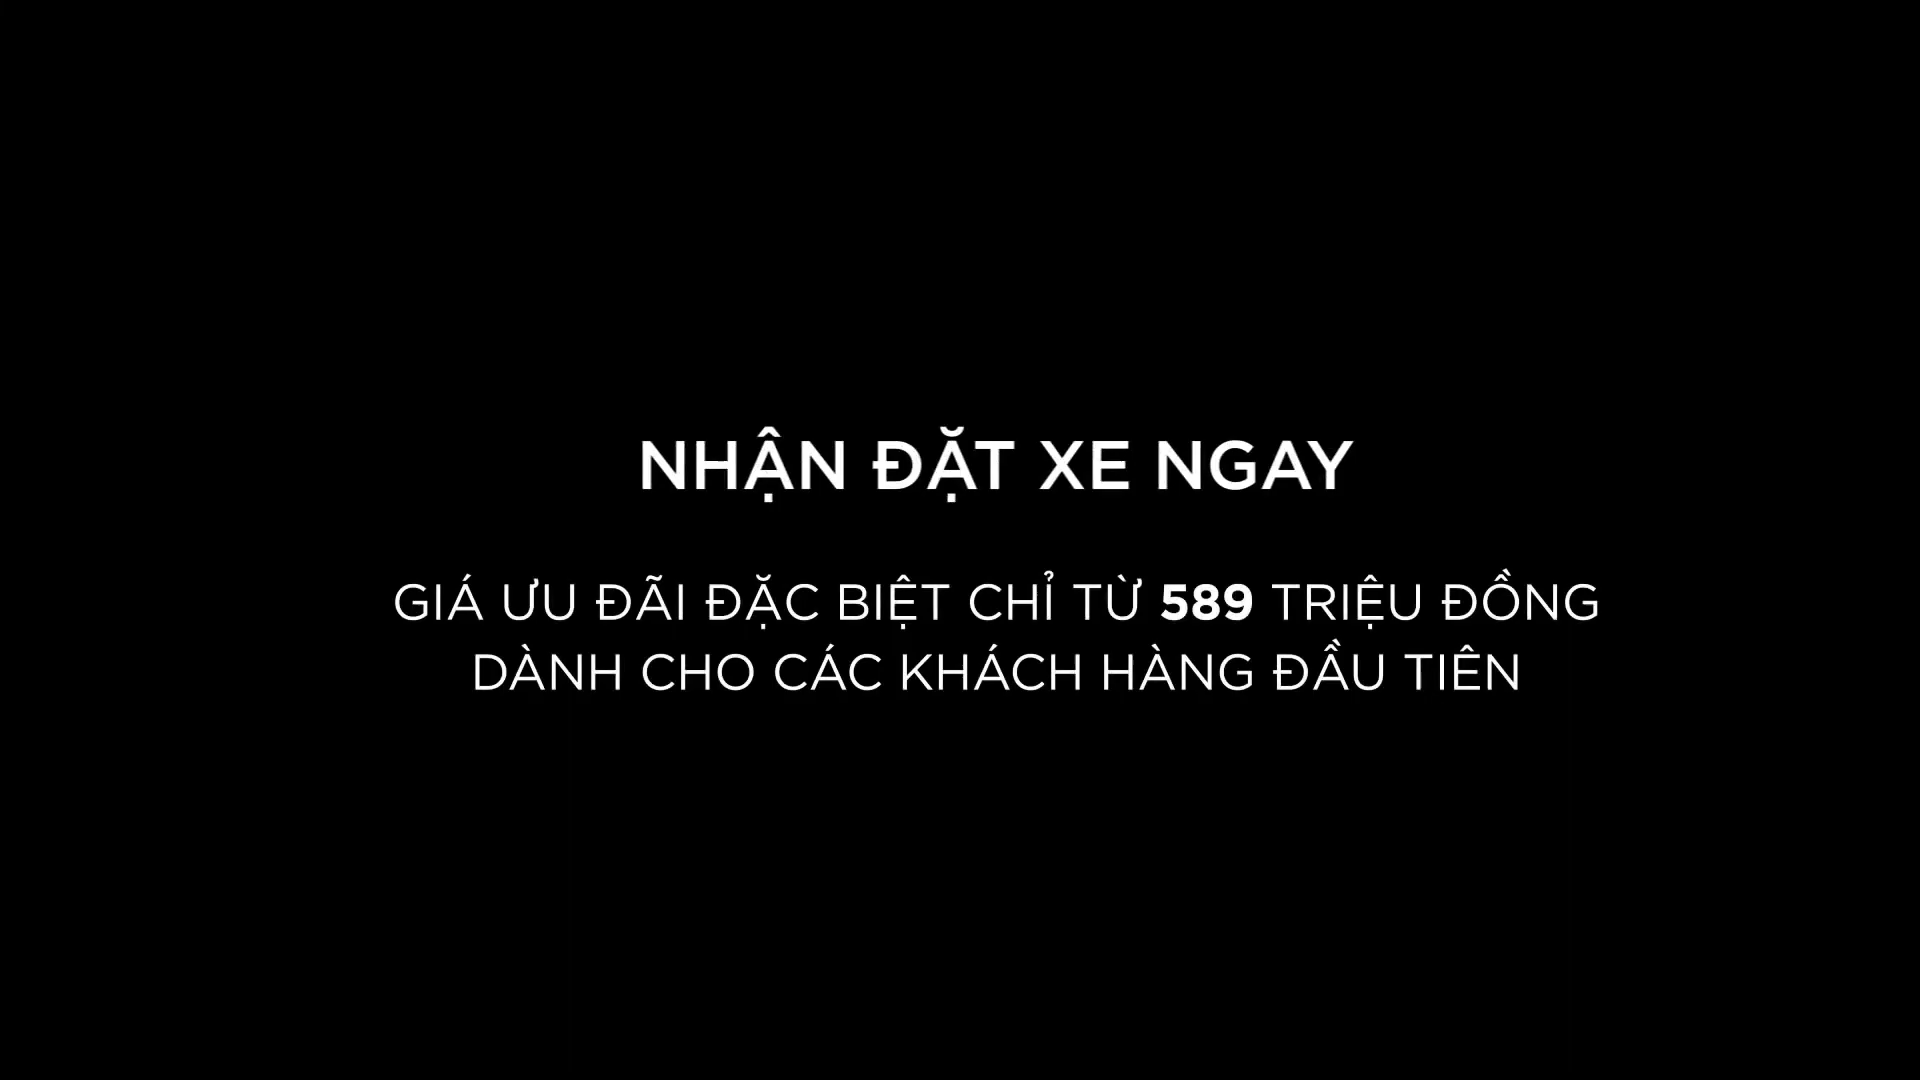 NHẬN ĐẶT XE NGAY
GIÁ ƯU ĐÃI ĐẶC BIỆT CHỈ TỪ 589 TRIỆU ĐỒNG
DÀNH CHO CÁC KHÁCH HÀNG ĐẦU TIÊN